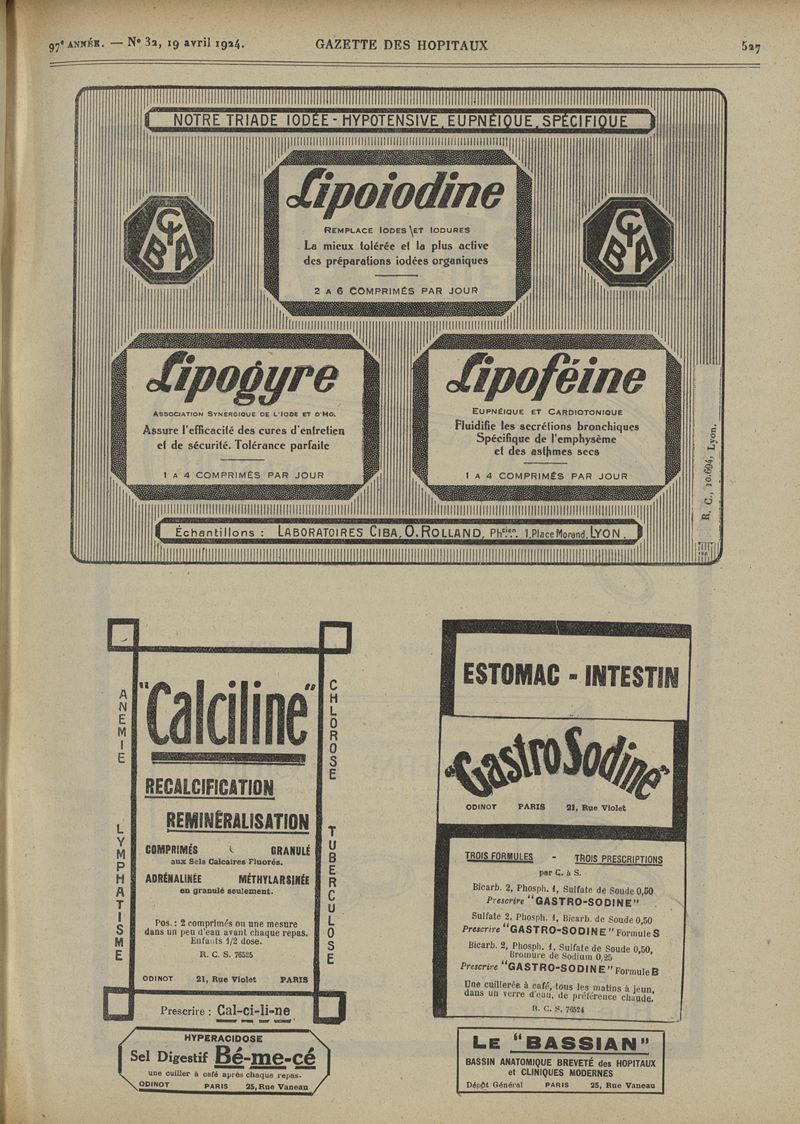 97e ANNÉE. — No 32, 19 avril 1924. GAZETTE DES HOPITAUX 527
NOTRE TRIADE IODÉE - HYPOTENSIVE, EUPNÉIQUE, SPÉCIFIQUE
CIBA
Lipoiodine
REMPLACE IODES ET IODURES
La mieux tolérée et la plus active
des préparations iodées organiques
2 A 6 COMPRIMÉS PAR JOUR
CIBA
Lipogyre
ASSOCIATION SYNERGIQUE DE L'IODE ET D'HG.
Assure l'efficacité des cures d'entretien
et de sécurité. Tolérance parfaite
1 A 4 COMPRIMÉS PAR JOUR
Lipoféine
EUPNÉIQUE ET CARDIOTONIQUE
Fluidifie les secrétions bronchiques
Spécifique de l'emphysème
et des asthmes secs
1 A 4 COMPRIMÉS PAR JOUR
R. C., 10.604, Lyon.
Échantillons : LABORATOIRES CIBA, O. ROLLAND, Phcien. 1, Place Morand, LYON.
ANEMIE LYMPHATISME
"Calciline"
RECALCIFICATION
REMINÉRALISATION
COMPRIMÉS GRANULÉ
aux Sels Calcaires Fluorés.
ADRÉNALINÉE MÉTHYLARSINÉE
en granulé seulement.
Pos. : 2 comprimés ou une mesure
dans un peu d'eau avant chaque repas.
Enfants 1/2 dose.
R. C. S. 76525
ODINOT 21, Rue Violet PARIS
CHLOROSE TUBERCULOSE
Prescrire : Cal-ci-li-ne
HYPERACIDOSE
Sel Digestif Bé-me-cé
une cuiller à café après chaque repas.
ODINOT PARIS 25, Rue Vaneau
ESTOMAC - INTESTIN
"GastroSodine"
ODINOT PARIS 21, Rue Violet
TROIS FORMULES - TROIS PRESCRIPTIONS
par C. à S.
Bicarb. 2, Phosph. 1, Sulfate de Soude 0,50
Prescrire "GASTRO-SODINE"
Sulfate 2, Phosph. 1, Bicarb. de Soude 0,50
Prescrire "GASTRO-SODINE" Formule S
Bicarb. 2, Phosph. 1, Sulfate de Soude 0,50,
Bromure de Sodium 0,25
Prescrire "GASTRO-SODINE" Formule B
Une cuillerée à café, tous les matins à jeun,
dans un verre d'eau, de préférence chaude.
R. C. S. 76524
LE "BASSIAN"
BASSIN ANATOMIQUE BREVETÉ des HOPITAUX
et CLINIQUES MODERNES
Dépôt Général PARIS 25, Rue Vaneau